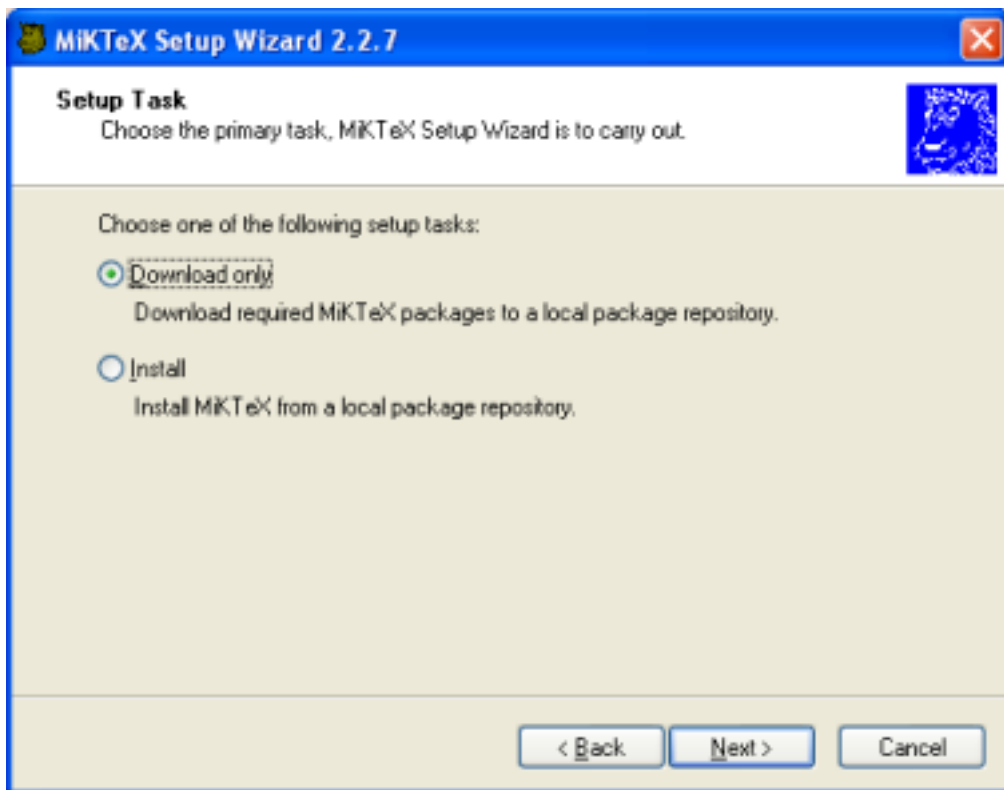 MiKTeX Setup Wizard 2.2.7
Setup Task
Choose the primary task, MiKTeX Setup Wizard is to carry out.
Choose one of the following setup tasks:
Download only
Download required MiKTeX packages to a local package repository.
Install
Install MiKTeX from a local package repository.
< Back Next > Cancel